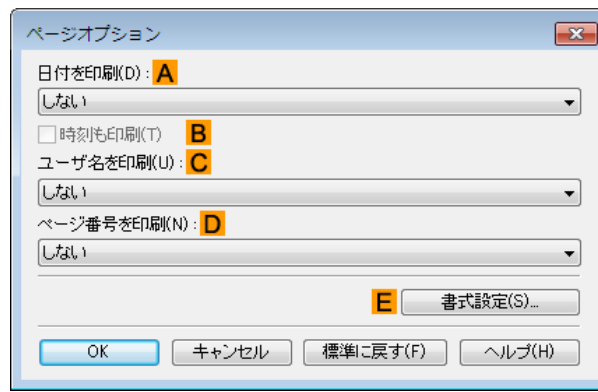 ページオプション
日付を印刷(D) : A
しない
時刻も印刷(T) B
ユーザ名を印刷(U) : C
しない
ページ番号を印刷(N) : D
しない
E 書式設定(S)...
OK キャンセル 標準に戻す(F) ヘルプ(H)